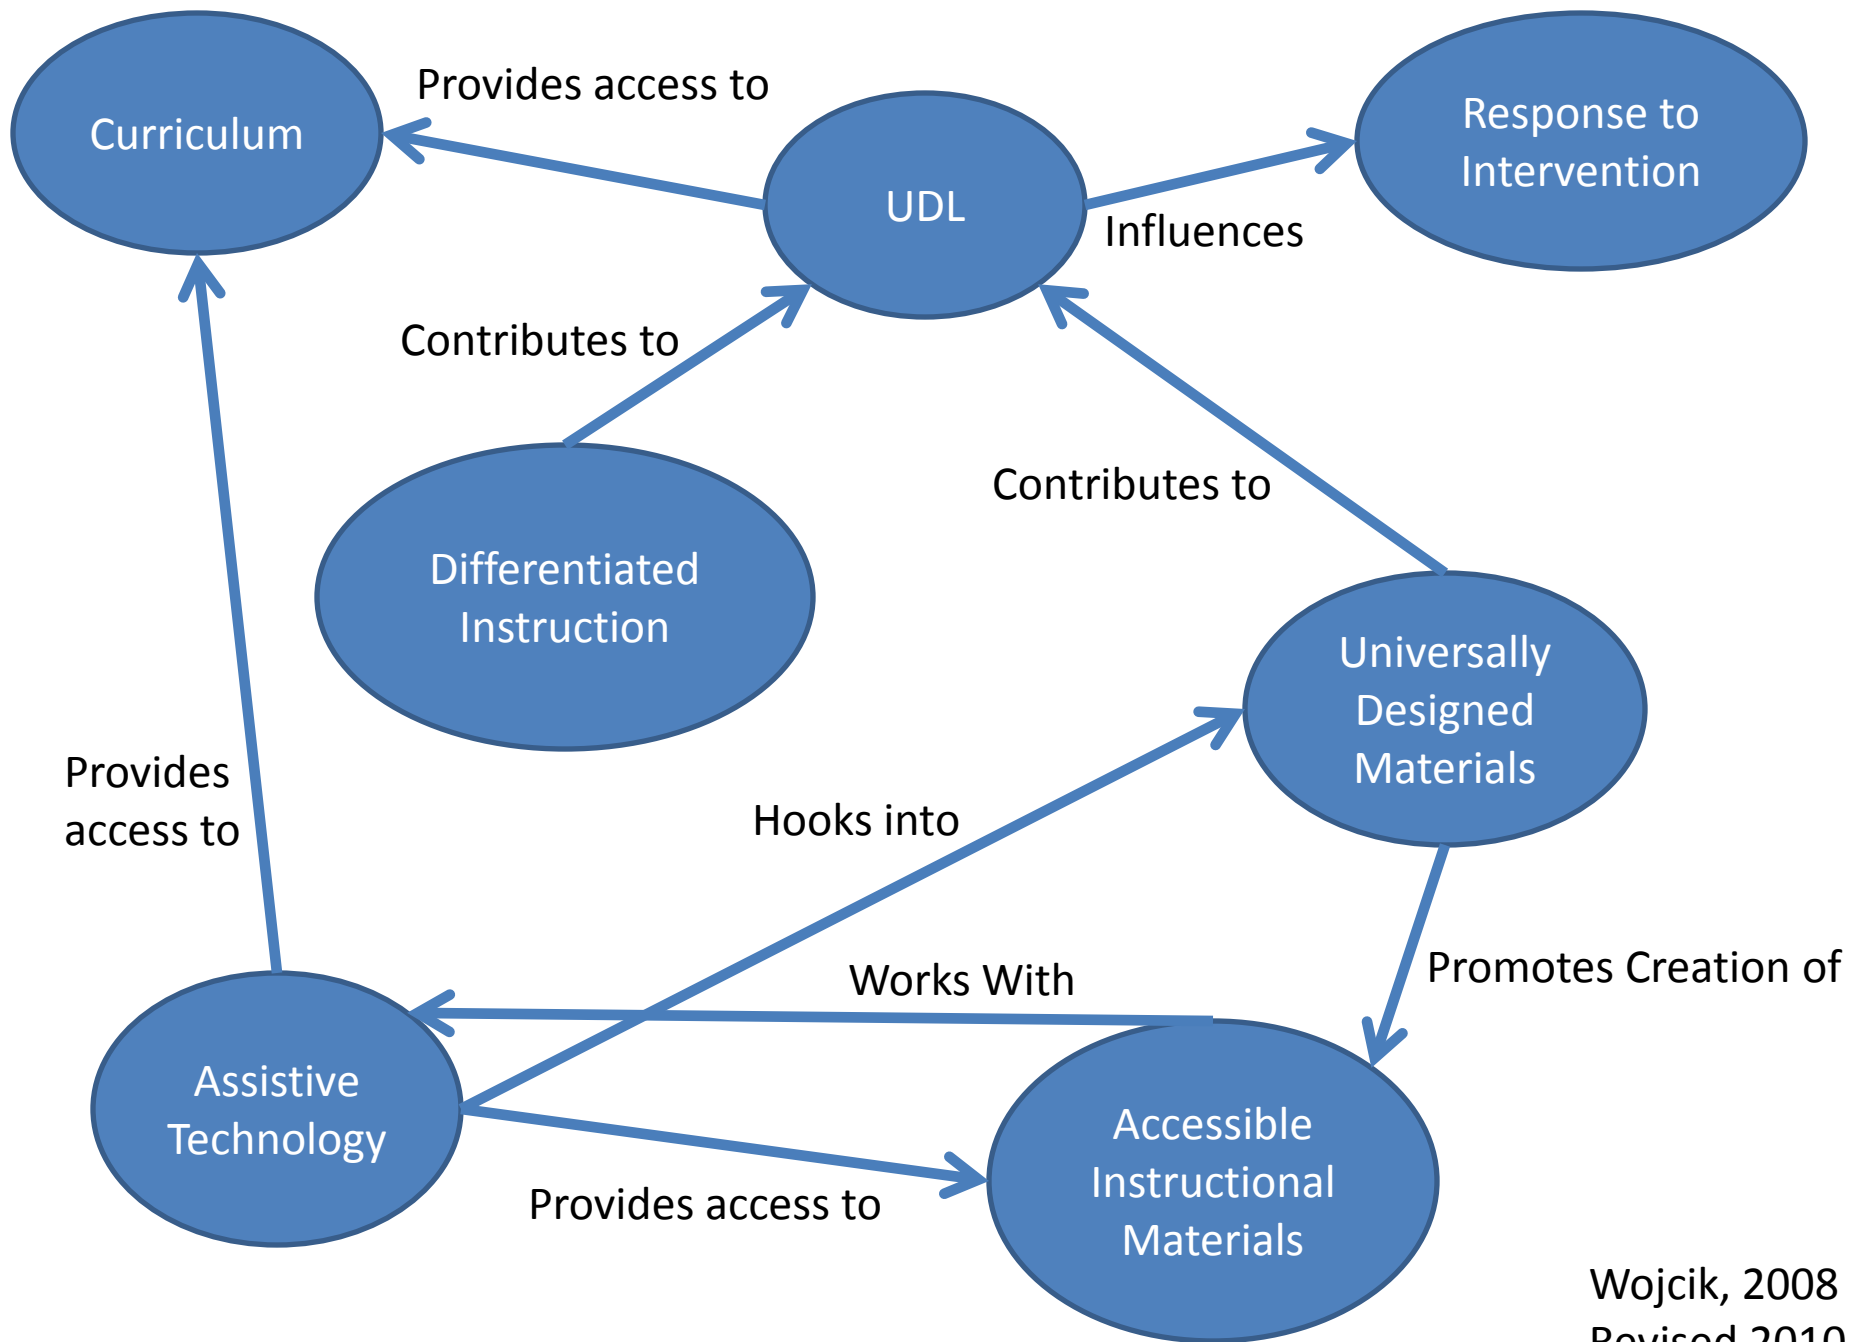 Provides access to
Curriculum
UDL
Response to
Intervention
Influences
Contributes to
Contributes to
Differentiated
Instruction
Universally
Designed
Materials
Provides
access to
Hooks into
Works With
Promotes Creation of
Assistive
Technology
Accessible
Instructional
Materials
Provides access to
Wojcik, 2008
Revised 2010